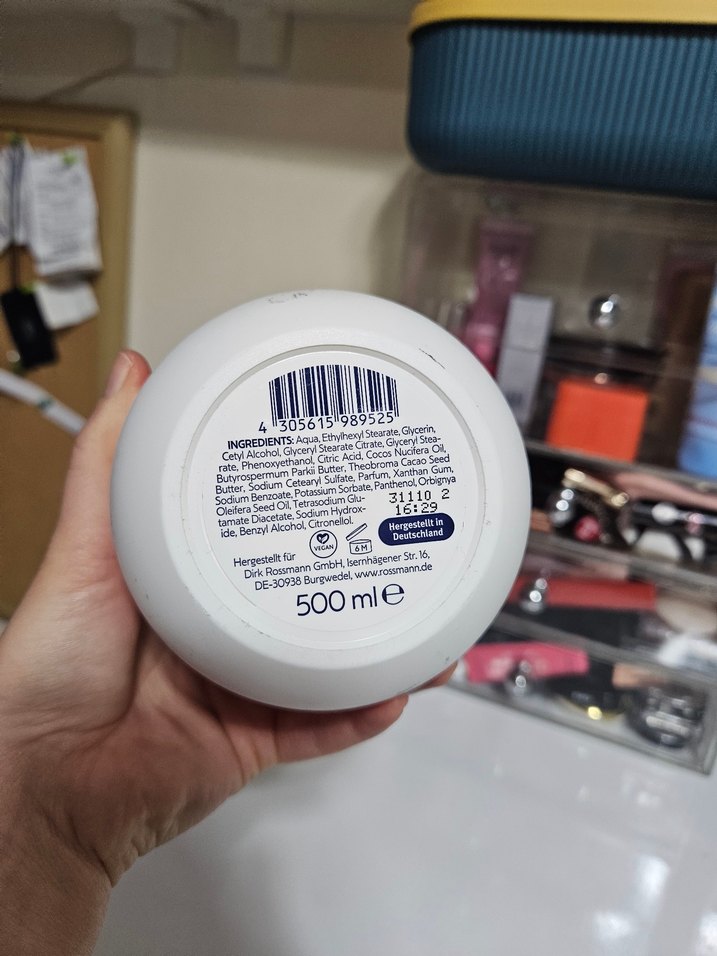 4 305615 989525
INGREDIENTS: Aqua, Ethylhexyl Stearate, Glycerin,
Cetyl Alcohol, Glyceryl Stearate Citrate, Glyceryl Stea-
rate, Phenoxyethanol, Citric Acid, Cocos Nucifera Oil,
Butyrospermum Parkii Butter, Theobroma Cacao Seed
Butter, Sodium Cetearyl Sulfate, Parfum, Xanthan Gum,
Sodium Benzoate, Potassium Sorbate, Panthenol, Orbignya
Oleifera Seed Oil, Tetrasodium Glu-
tamate Diacetate, Sodium Hydrox-
ide, Benzyl Alcohol, Citronellol.
31110 2
16:29
Hergestellt in
Deutschland
VEGAN
6 M
Hergestellt für
Dirk Rossmann GmbH, Isernhägener Str. 16,
DE-30938 Burgwedel, www.rossmann.de
500 ml ℮